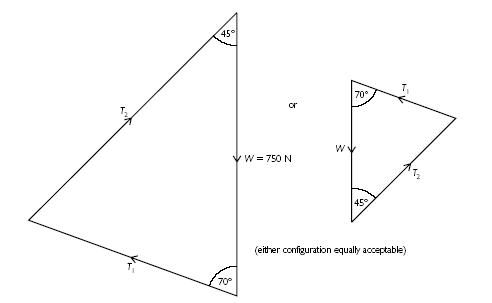 45°
T₂
or
W = 750 N
T₁
70°
70°
T₁
W
T₂
45°
(either configuration equally acceptable)